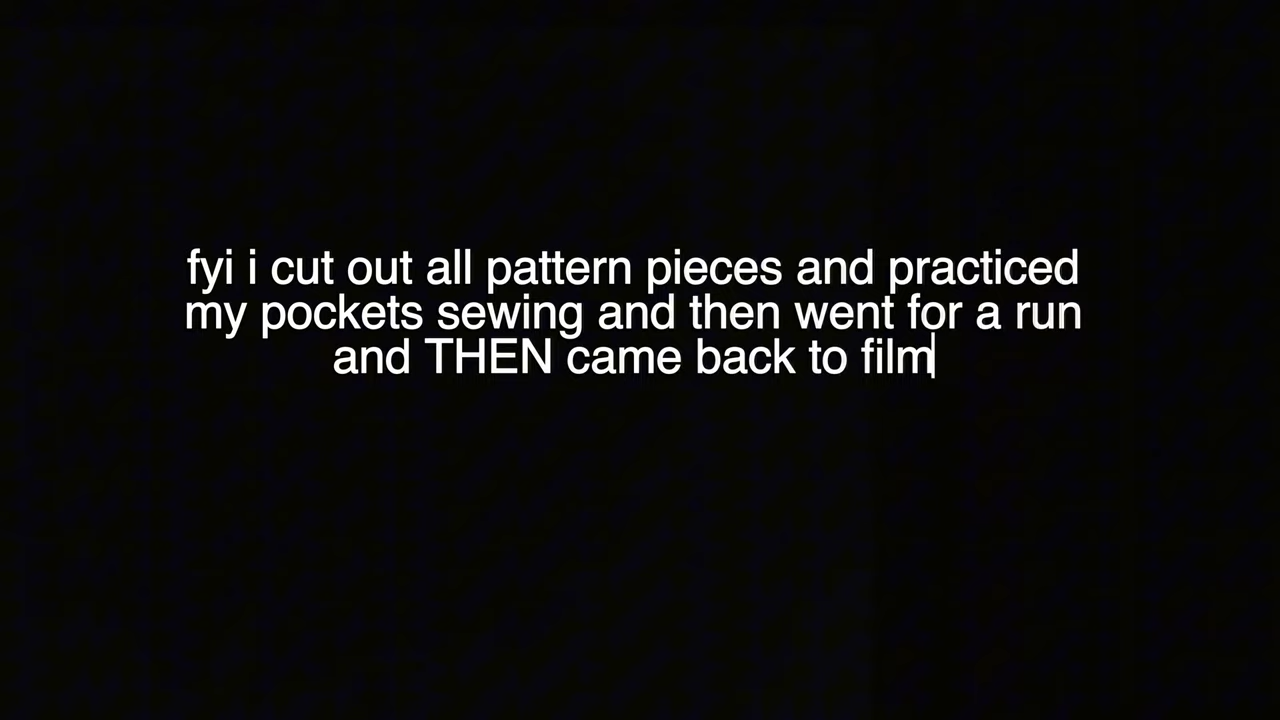 fyi i cut out all pattern pieces and practiced
my pockets sewing and then went for a run
and THEN came back to film